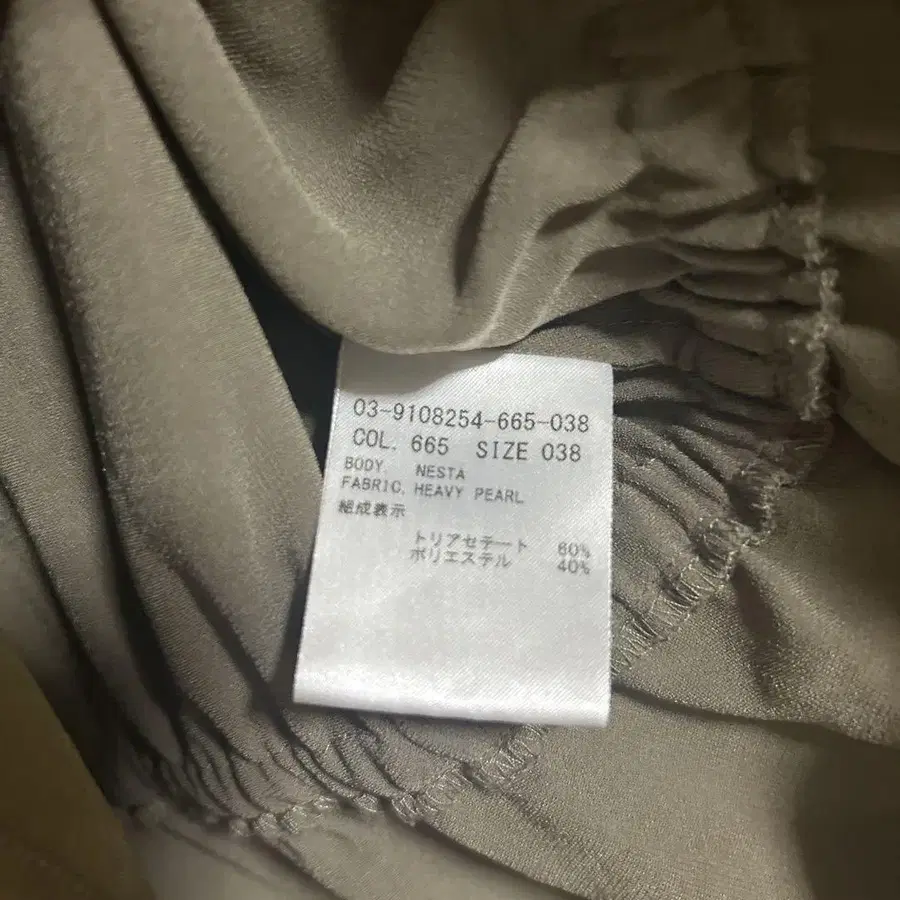 03-9108254-665-038
COL. 665 SIZE 038
BODY. NESTA
FABRIC. HEAVY PEARL
組成表示
トリアセテート 60%
ポリエステル 40%